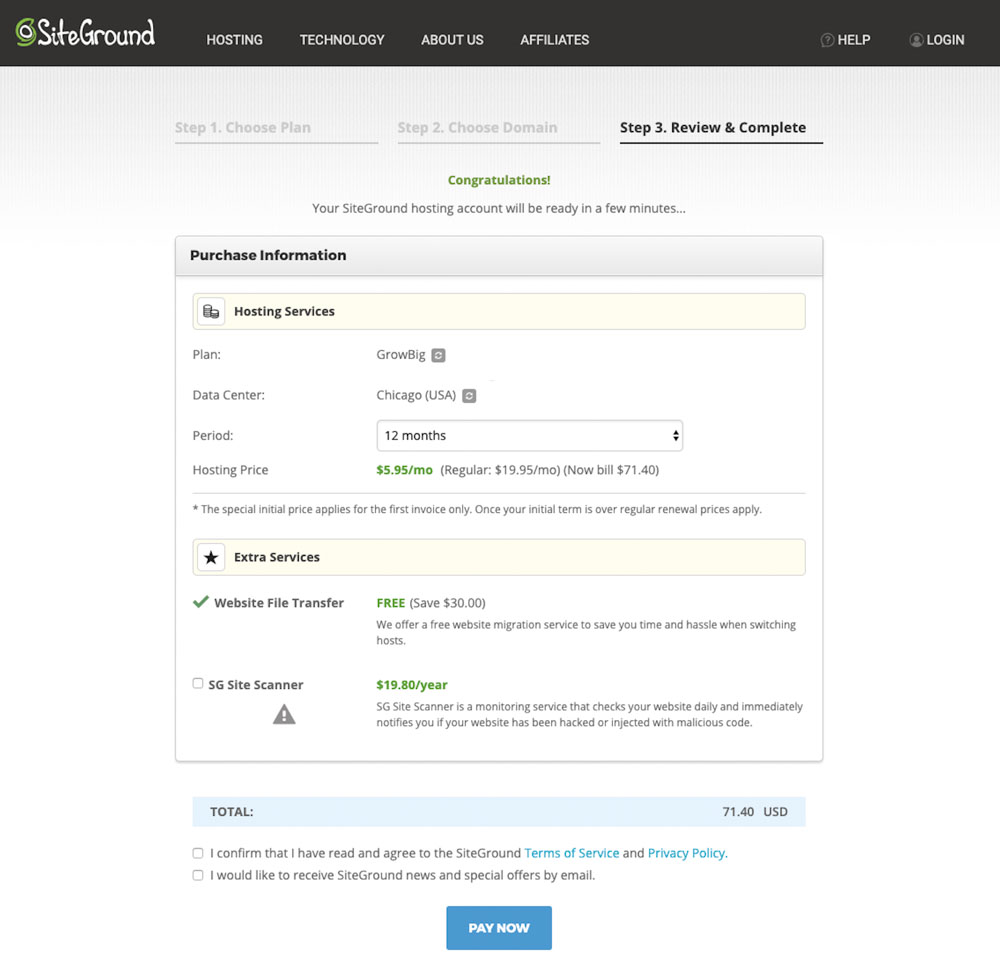 SiteGround HOSTING TECHNOLOGY ABOUT US AFFILIATES HELP LOGIN
Step 1. Choose Plan Step 2. Choose Domain Step 3. Review & Complete
Congratulations!
Your SiteGround hosting account will be ready in a few minutes...
Purchase Information
Hosting Services
Plan: GrowBig
Data Center: Chicago (USA)
Period: 12 months
Hosting Price $5.95/mo (Regular: $19.95/mo) (Now bill $71.40)
* The special initial price applies for the first invoice only. Once your initial term is over regular renewal prices apply.
Extra Services
Website File Transfer FREE (Save $30.00)
We offer a free website migration service to save you time and hassle when switching
hosts.
SG Site Scanner $19.80/year
SG Site Scanner is a monitoring service that checks your website daily and immediately
notifies you if your website has been hacked or injected with malicious code.
TOTAL: 71.40 USD
I confirm that I have read and agree to the SiteGround Terms of Service and Privacy Policy.
I would like to receive SiteGround news and special offers by email.
PAY NOW